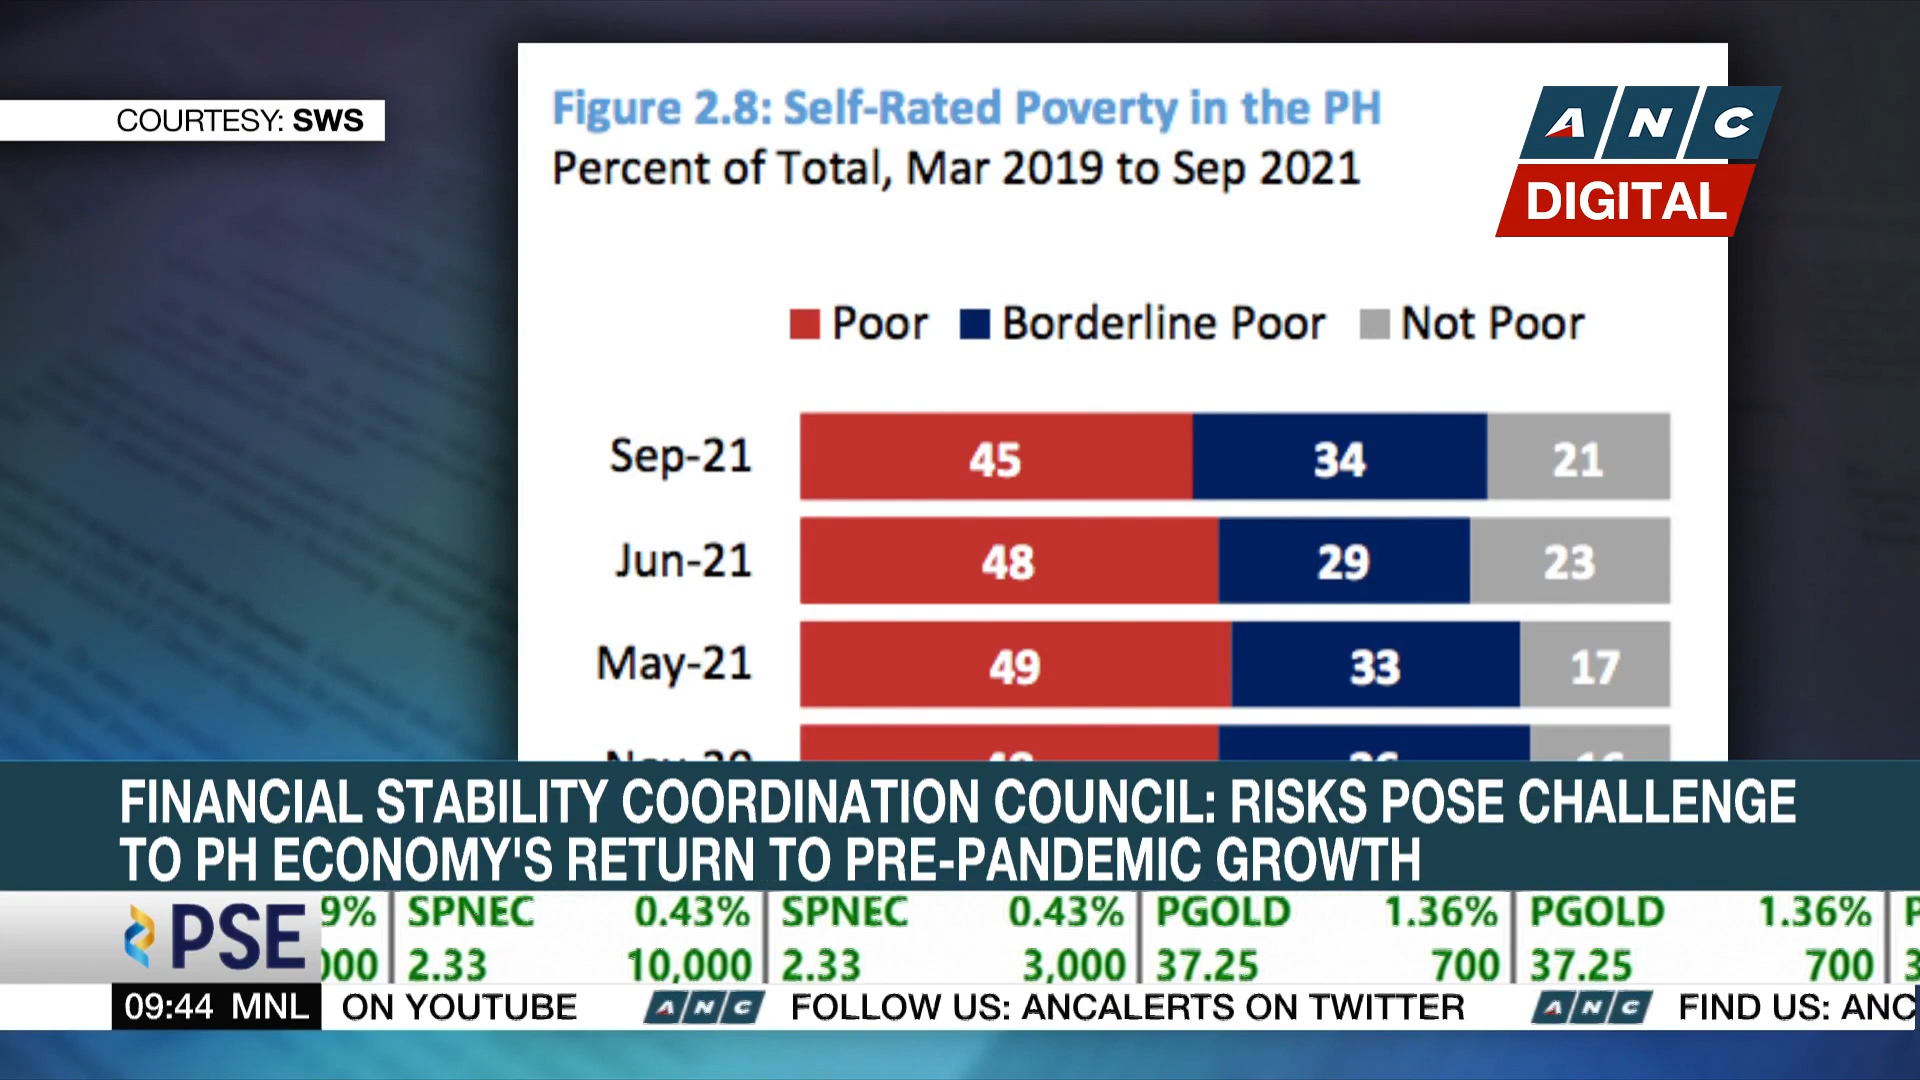 COURTESY: SWS
Figure 2.8: Self-Rated Poverty in the PH
Percent of Total, Mar 2019 to Sep 2021
ANC
DIGITAL
Poor Borderline Poor Not Poor
Sep-21 45 34 21
Jun-21 48 29 23
May-21 49 33 17
FINANCIAL STABILITY COORDINATION COUNCIL: RISKS POSE CHALLENGE
TO PH ECONOMY'S RETURN TO PRE-PANDEMIC GROWTH
PSE
9% SPNEC 0.43% SPNEC 0.43% PGOLD 1.36% PGOLD 1.36%
000 2.33 10,000 2.33 3,000 37.25 700 37.25 700
09:44 MNL ON YOUTUBE ANC FOLLOW US: ANCALERTS ON TWITTER ANC FIND US: ANC